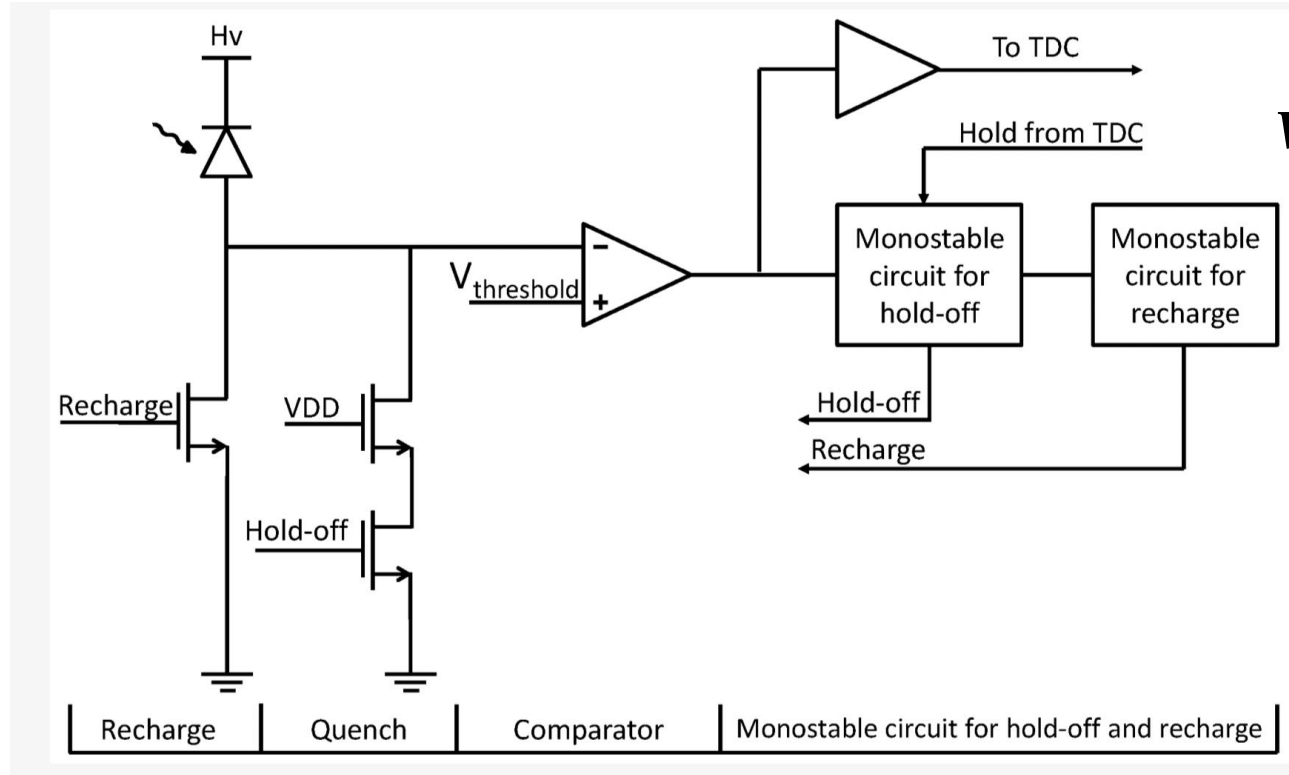 Hv
To TDC
Hold from TDC
Monostable
circuit for
hold-off
Monostable
circuit for
recharge
V threshold
−
+
Recharge
VDD
Hold-off
Hold-off
Recharge
Recharge
Quench
Comparator
Monostable circuit for hold-off and recharge